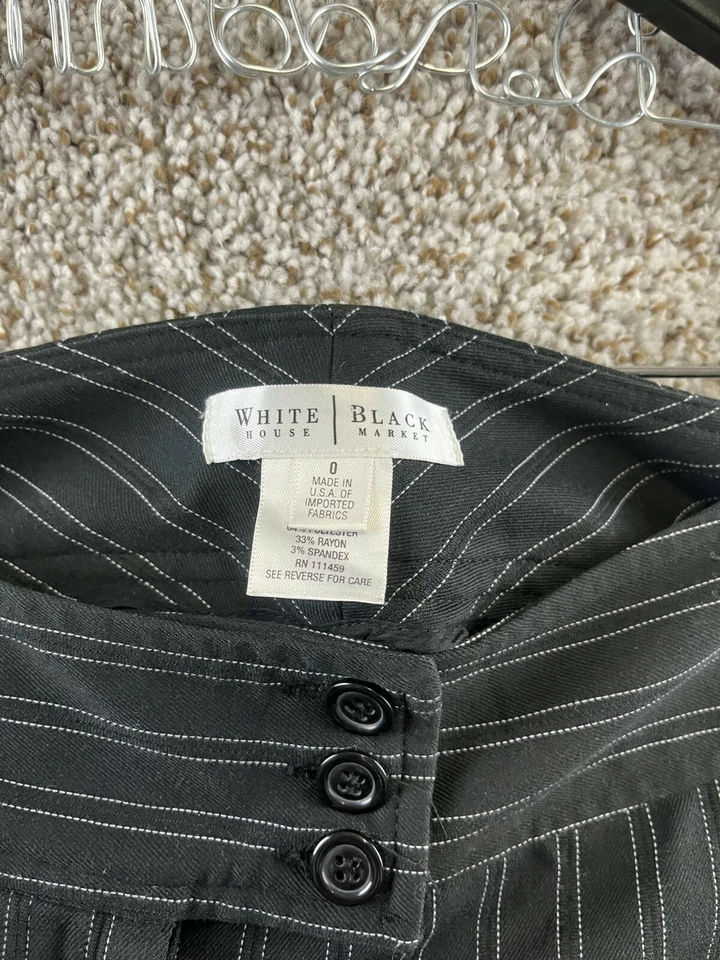 WHITE | BLACK
HOUSE MARKET
0
MADE IN
U.S.A. OF
IMPORTED
FABRICS
64% POLYESTER
33% RAYON
3% SPANDEX
RN 111459
SEE REVERSE FOR CARE